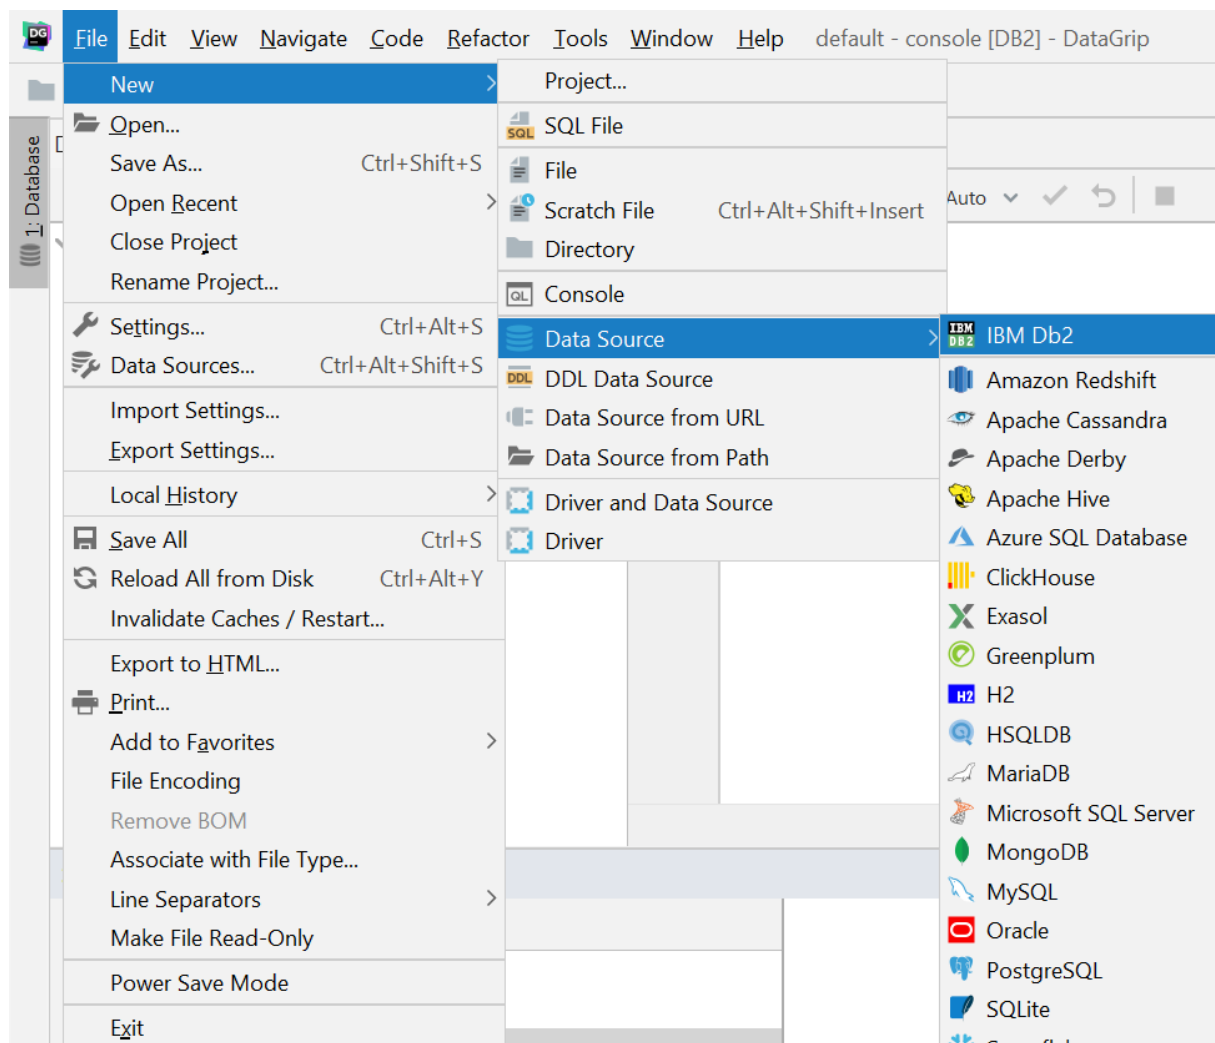 DG
File Edit View Navigate Code Refactor Tools Window Help default - console [DB2] - DataGrip
1: Database
New
Open...
Save As... Ctrl+Shift+S
Open Recent
Close Project
Rename Project...
Settings... Ctrl+Alt+S
Data Sources... Ctrl+Alt+Shift+S
Import Settings...
Export Settings...
Local History
Save All Ctrl+S
Reload All from Disk Ctrl+Alt+Y
Invalidate Caches / Restart...
Export to HTML...
Print...
Add to Favorites
File Encoding
Remove BOM
Associate with File Type...
Line Separators
Make File Read-Only
Power Save Mode
Exit
Project...
SQL SQL File
File
Scratch File Ctrl+Alt+Shift+Insert
Directory
QL Console
Data Source
DDL DDL Data Source
Data Source from URL
Data Source from Path
Driver and Data Source
Driver
Auto
IBM DB2 IBM Db2
Amazon Redshift
Apache Cassandra
Apache Derby
Apache Hive
Azure SQL Database
ClickHouse
Exasol
Greenplum
H2 H2
HSQLDB
MariaDB
Microsoft SQL Server
MongoDB
MySQL
Oracle
PostgreSQL
SQLite